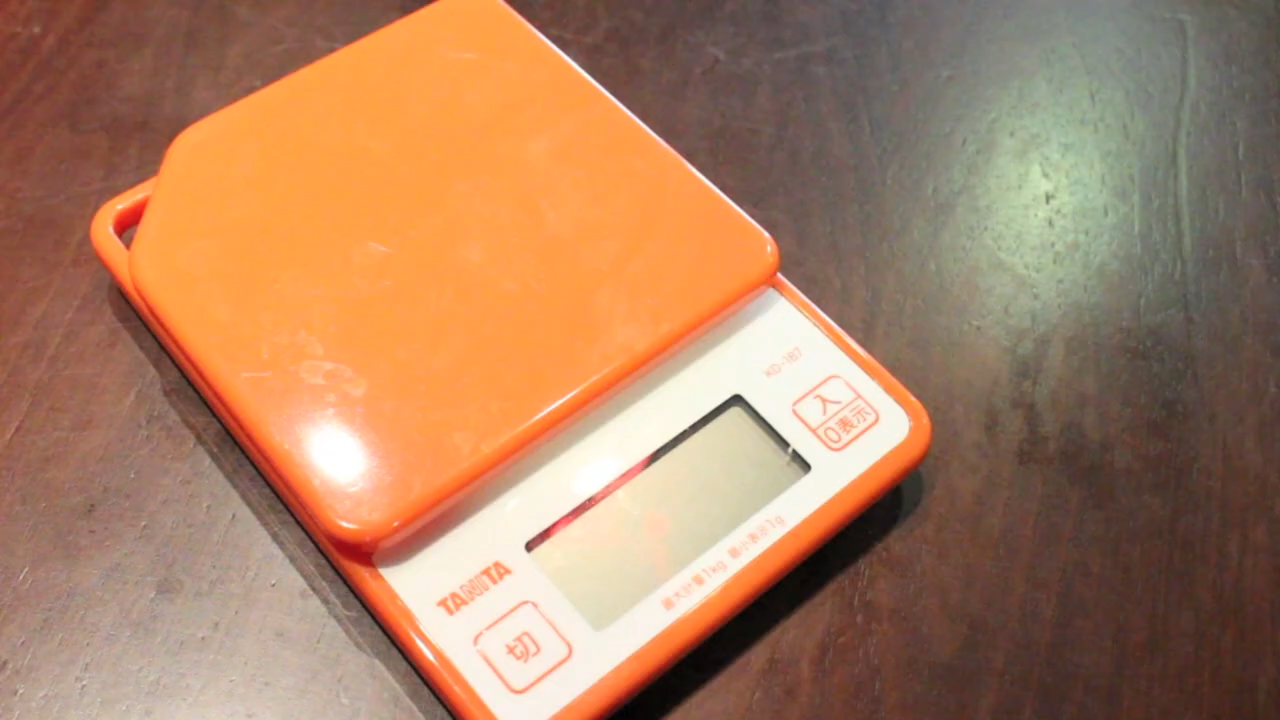 KD-187
入
0表示
最大計量1kg 最小表示1g
TANITA
切